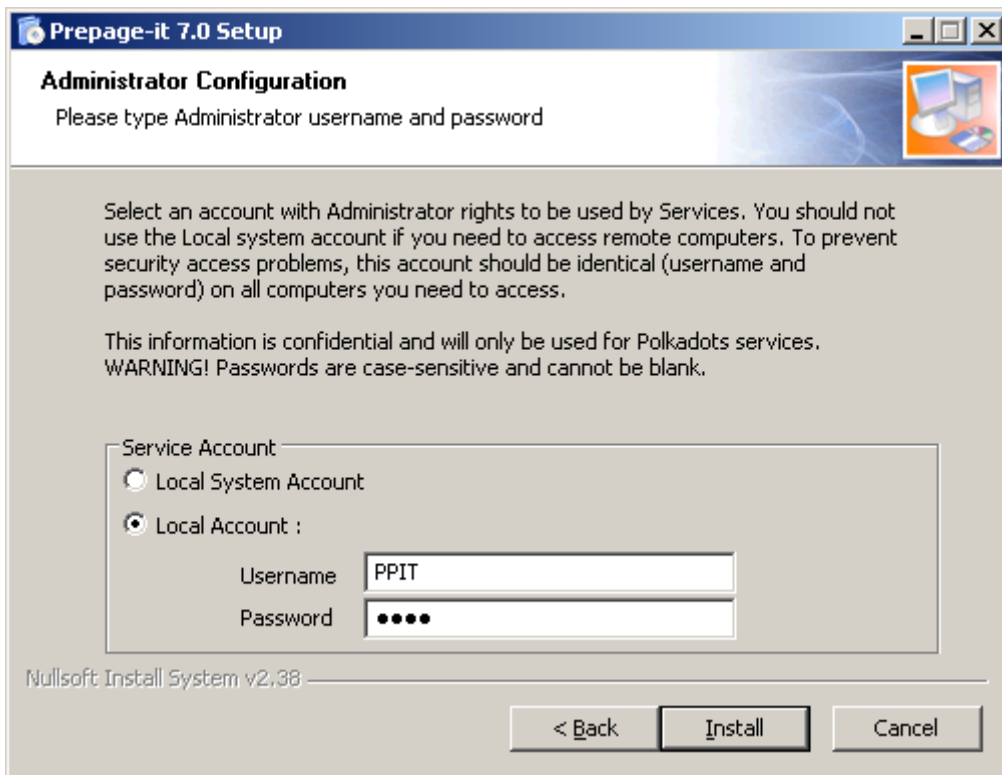 Prepage-it 7.0 Setup
Administrator Configuration
Please type Administrator username and password
Select an account with Administrator rights to be used by Services. You should not
use the Local system account if you need to access remote computers. To prevent
security access problems, this account should be identical (username and
password) on all computers you need to access.
This information is confidential and will only be used for Polkadots services.
WARNING! Passwords are case-sensitive and cannot be blank.
Service Account
Local System Account
Local Account :
Username PPIT
Password ●●●●
Nullsoft Install System v2.38
< Back Install Cancel